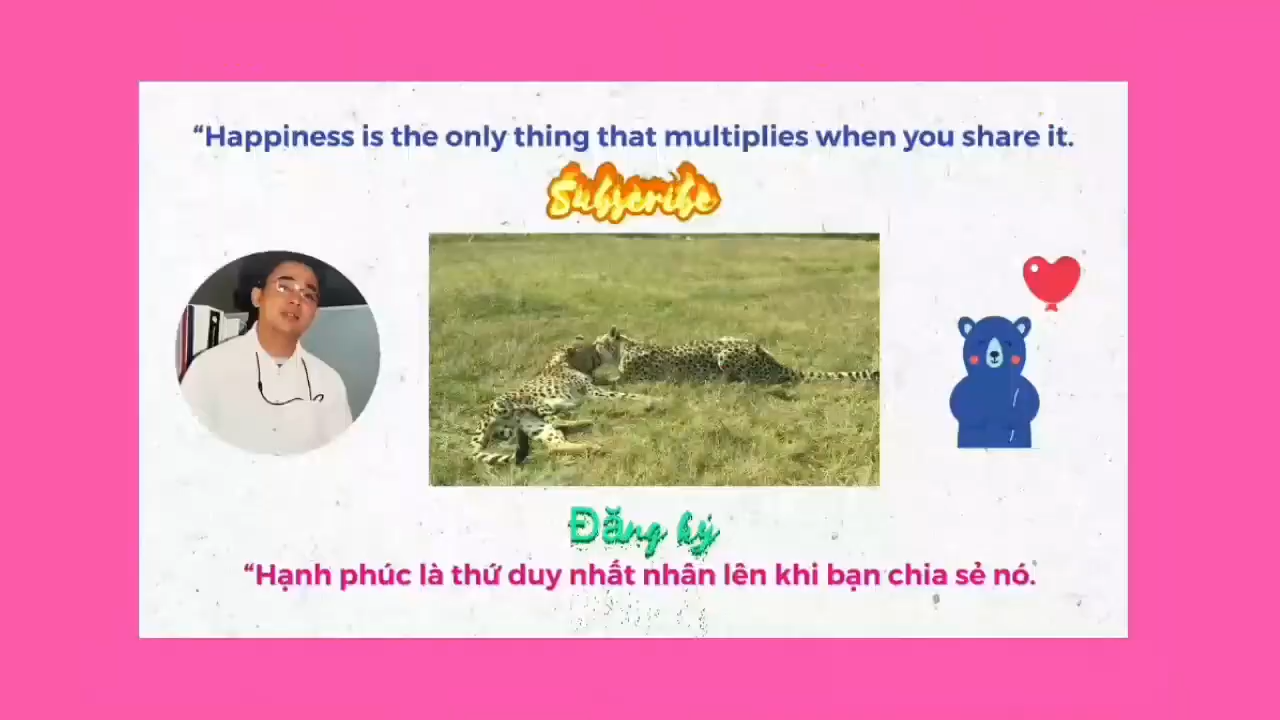 “Happiness is the only thing that multiplies when you share it.
Subscribe
Đăng ký
“Hạnh phúc là thứ duy nhất nhân lên khi bạn chia sẻ nó.